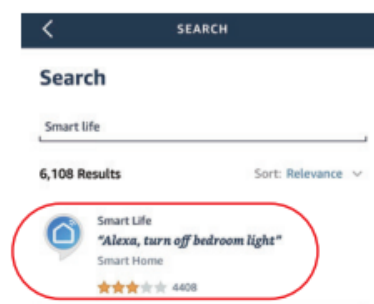 SEARCH
Search
Smart life
6,108 Results Sort: Relevance
Smart Life
"Alexa, turn off bedroom light"
Smart Home
4408